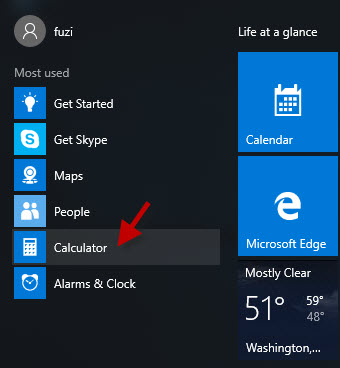 fuzi
Most used
Get Started
Get Skype
Maps
People
Calculator
Alarms & Clock
Life at a glance
Calendar
Microsoft Edge
Mostly Clear
51° 59°
48°
Washington,...